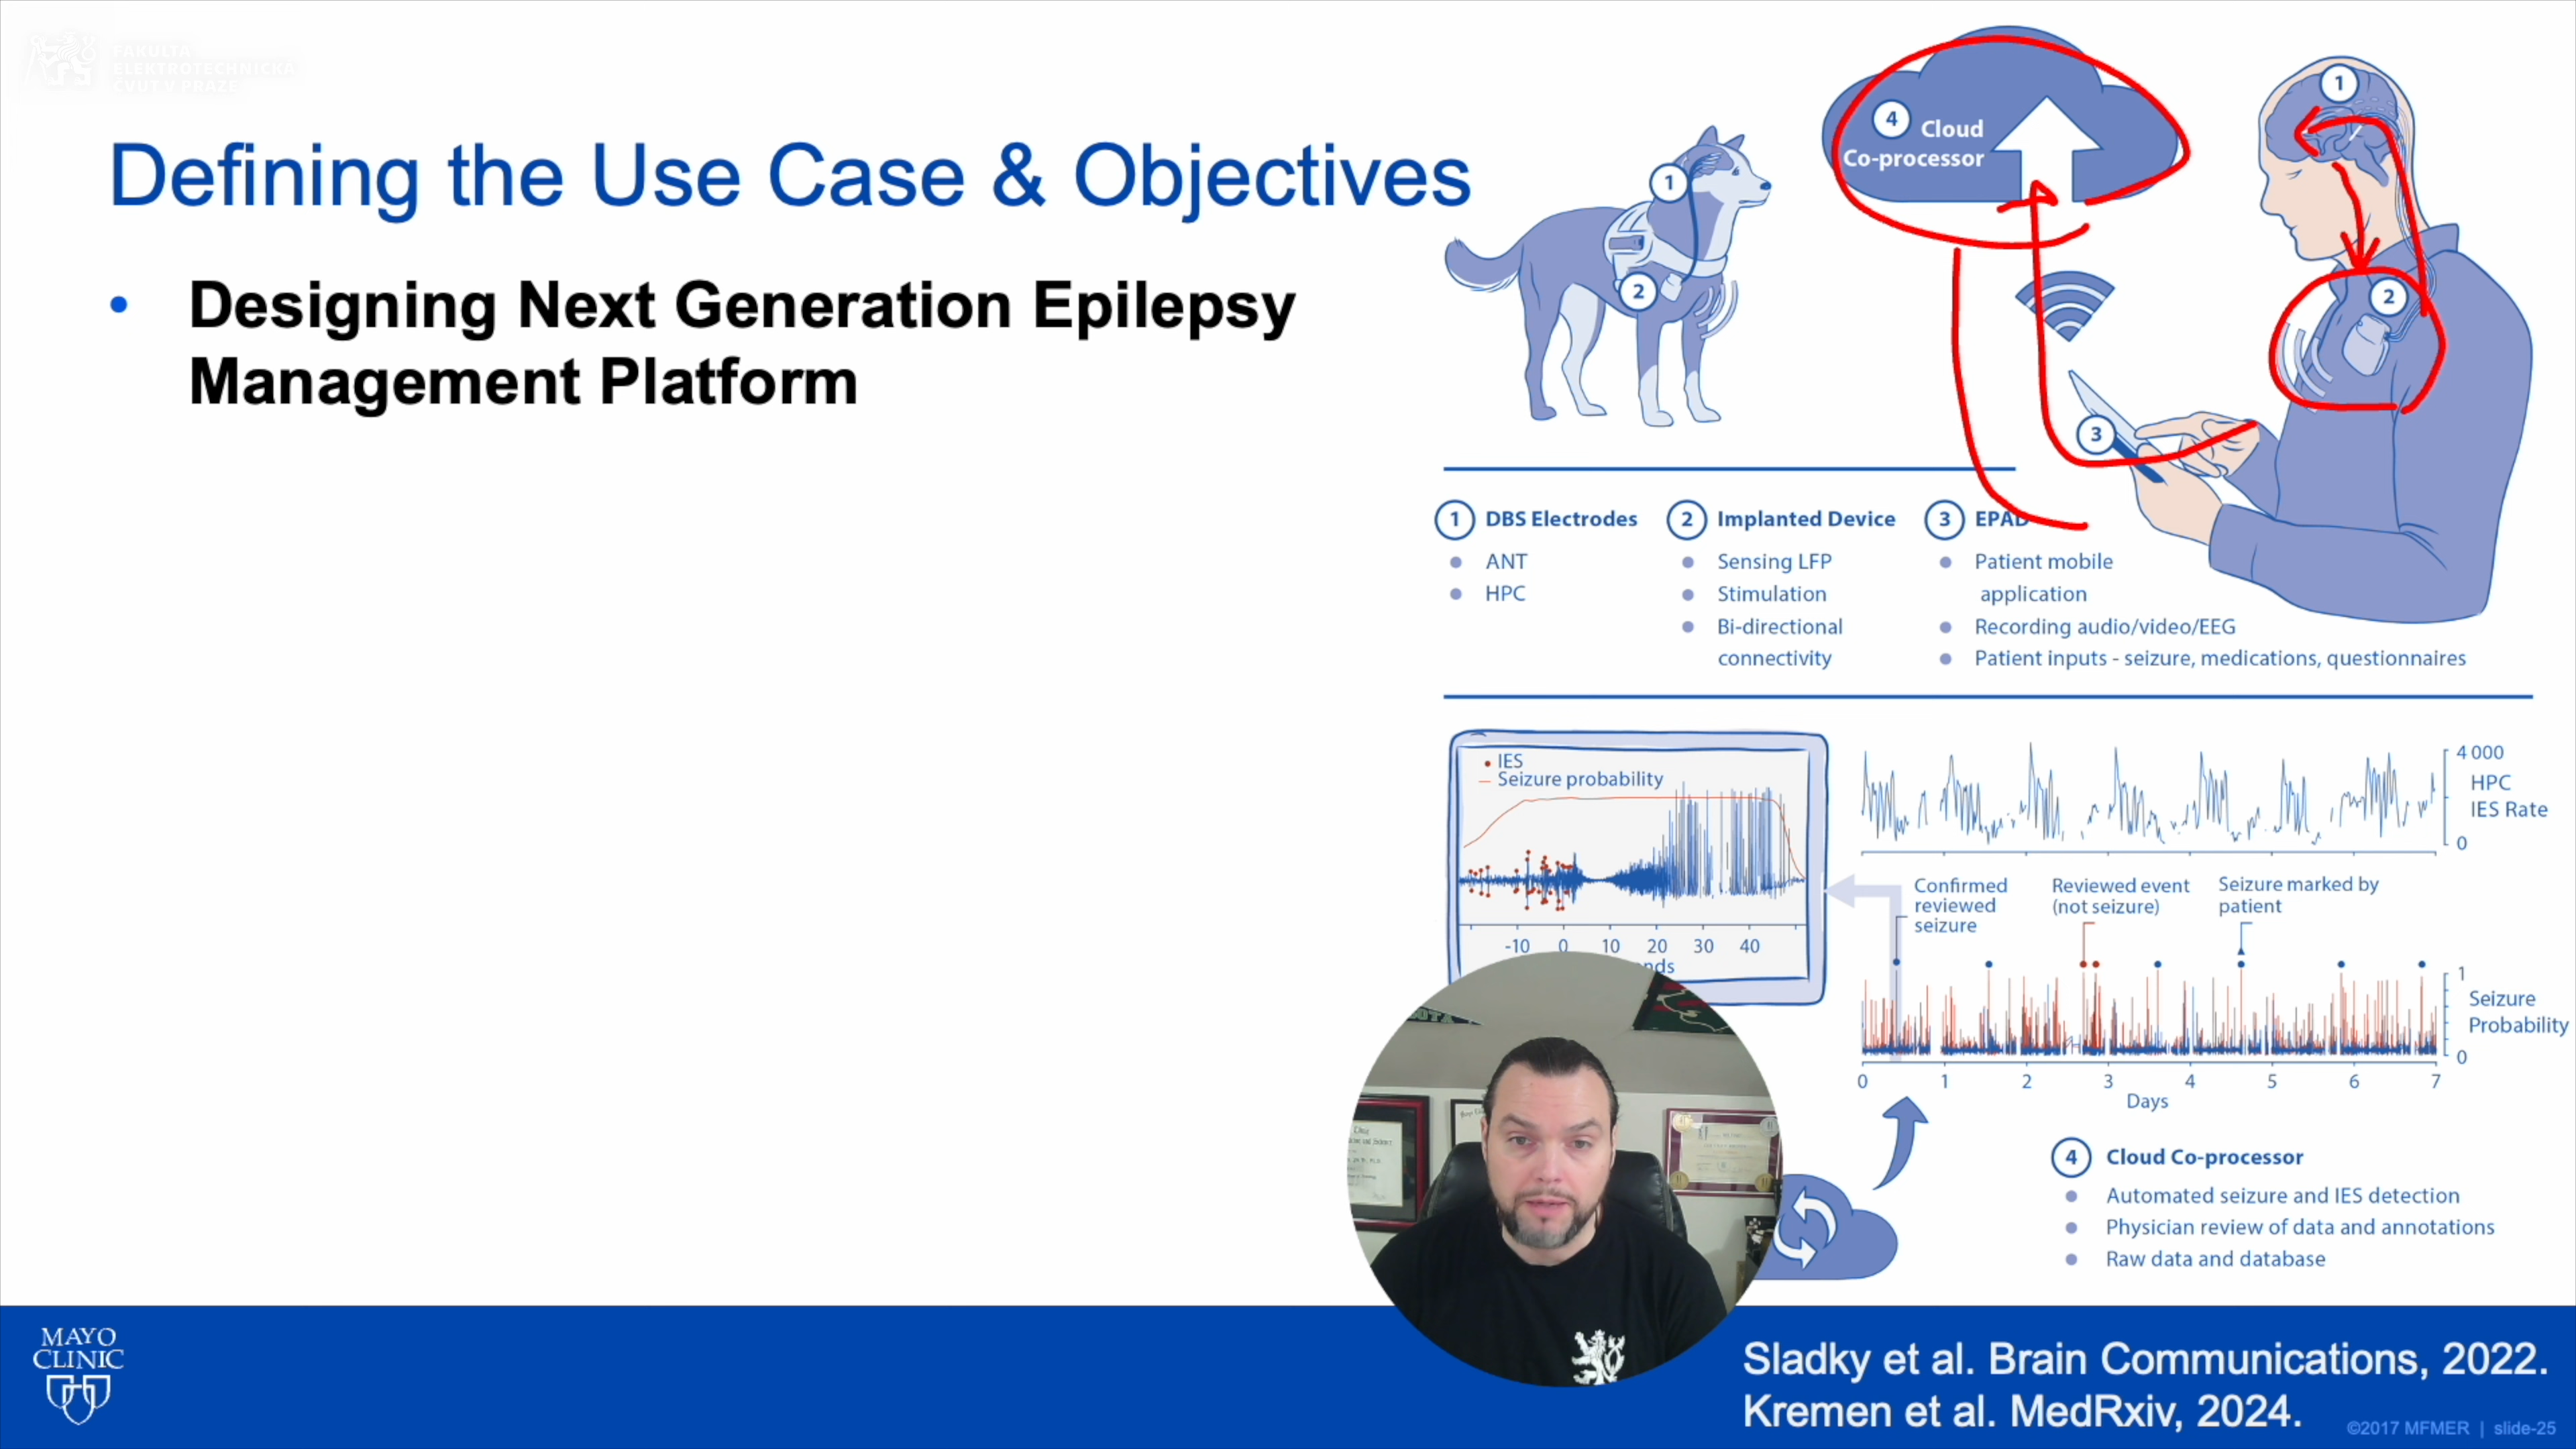 FAKULTA
ELEKTROTECHNICKÁ
ČVUT V PRAZE
Defining the Use Case & Objectives
• Designing Next Generation Epilepsy
Management Platform
1
2
4 Cloud
Co-processor
1
2
3
1 DBS Electrodes
ANT
HPC
2 Implanted Device
Sensing LFP
Stimulation
Bi-directional
connectivity
3 EPAD
Patient mobile
application
Recording audio/video/EEG
Patient inputs - seizure, medications, questionnaires
IES
Seizure probability
-10 0 10 20 30 40
nds
4 000
HPC
IES Rate
0
Confirmed
reviewed
seizure
Reviewed event
(not seizure)
Seizure marked by
patient
1
Seizure
Probability
0
0 1 2 3 4 5 6 7
Days
4 Cloud Co-processor
Automated seizure and IES detection
Physician review of data and annotations
Raw data and database
MAYO
CLINIC
Sladky et al. Brain Communications, 2022.
Kremen et al. MedRxiv, 2024.
©2017 MFMER | slide-25